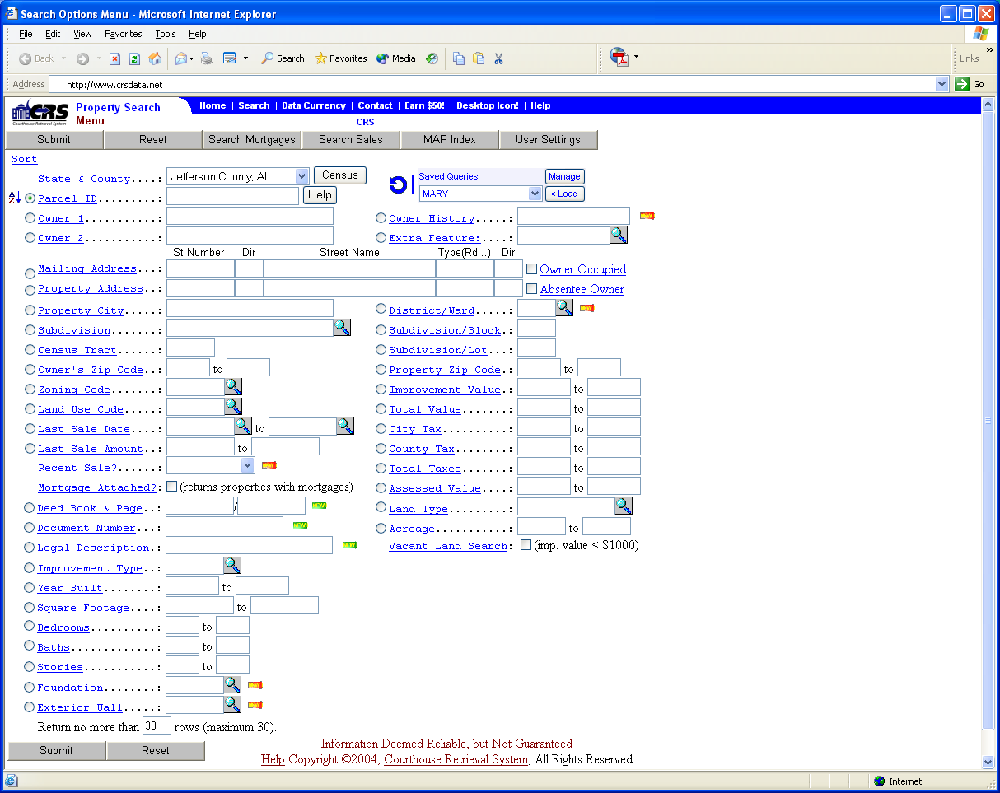 Search Options Menu - Microsoft Internet Explorer
File Edit View Favorites Tools Help
Back Search Favorites Media Links »
Address http://www.crsdata.net Go
CRS Courthouse Retrieval System
Property Search Menu
Home | Search | Data Currency | Contact | Earn $50! | Desktop Icon! | Help
CRS
Submit Reset Search Mortgages Search Sales MAP Index User Settings
Sort
State & County....: Jefferson County, AL Census
Saved Queries: Manage
MARY < Load
A Z Parcel ID.........: Help
Owner 1...........: Owner History.....: NEW
Owner 2...........: Extra Feature:....:
St Number Dir Street Name Type(Rd...) Dir
Mailing Address...: Owner Occupied
Property Address..: Absentee Owner
Property City.....: District/Ward.....: NEW
Subdivision.......: Subdivision/Block.:
Census Tract......: Subdivision/Lot...:
Owner's Zip Code..: to Property Zip Code.: to
Zoning Code.......: Improvement Value.: to
Land Use Code.....: Total Value.......: to
Last Sale Date....: to City Tax..........: to
Last Sale Amount..: to County Tax........: to
Recent Sale?......: NEW Total Taxes.......: to
Mortgage Attached?: (returns properties with mortgages) Assessed Value....: to
Deed Book & Page..: / NEW Land Type.........:
Document Number...: NEW Acreage...........: to
Legal Description.: NEW Vacant Land Search: (imp. value < $1000)
Improvement Type..:
Year Built........: to
Square Footage....: to
Bedrooms..........: to
Baths.............: to
Stories...........: to
Foundation........: NEW
Exterior Wall.....: NEW
Return no more than 30 rows (maximum 30).
Submit Reset
Information Deemed Reliable, but Not Guaranteed
Help Copyright ©2004, Courthouse Retrieval System, All Rights Reserved
Internet